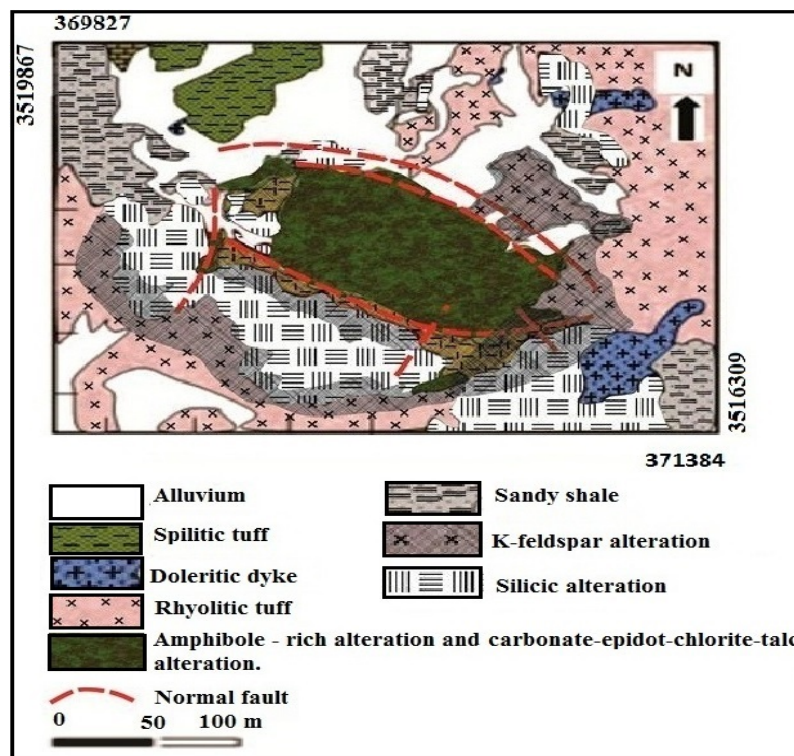 369827
3519867
N
3516309
371384
Alluvium
Spilitic tuff
Doleritic dyke
Rhyolitic tuff
Amphibole - rich alteration and carbonate-epidot-chlorite-talc
alteration.
Sandy shale
K-feldspar alteration
Silicic alteration
Normal fault
0 50 100 m